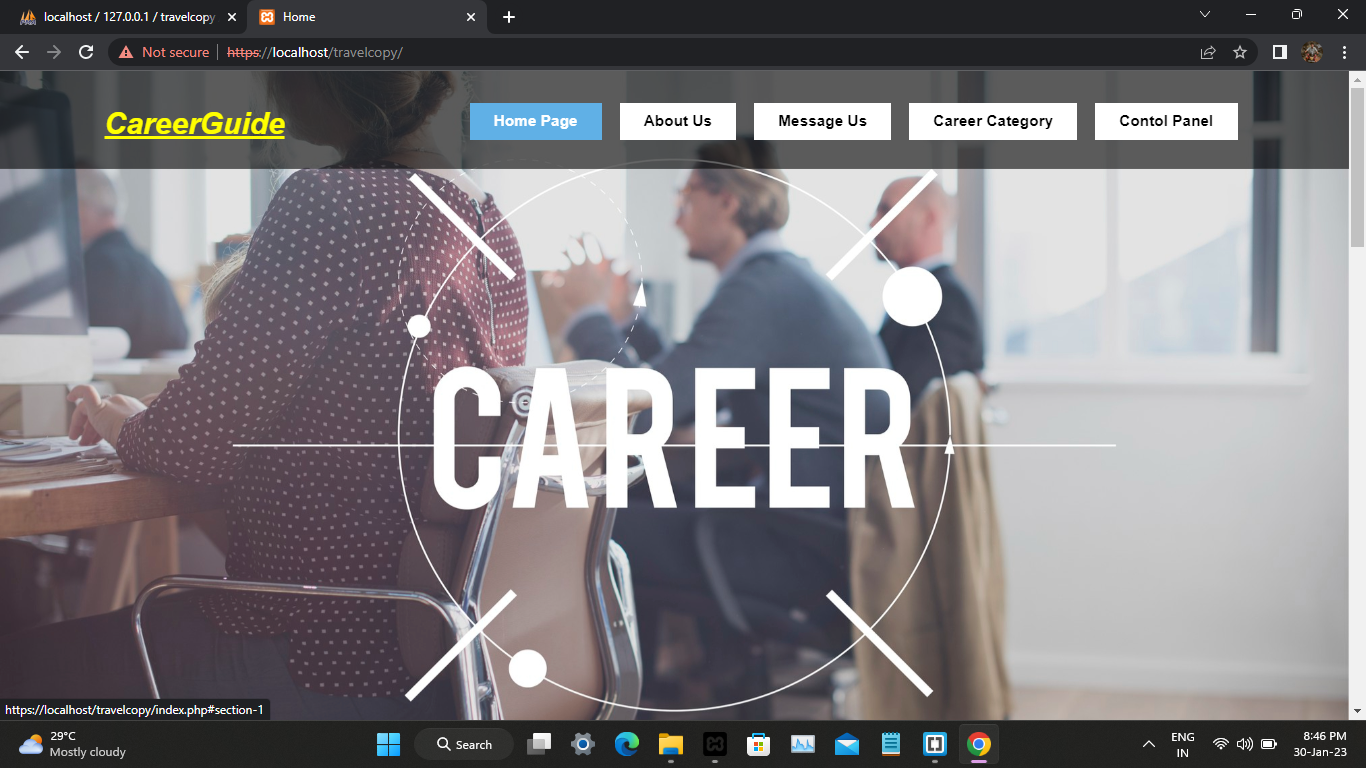 localhost / 127.0.0.1 / travelcopy
Home
Not secure
https://localhost/travelcopy/
CareerGuide
Home Page
About Us
Message Us
Career Category
Contol Panel
CAREER
https://localhost/travelcopy/index.php#section-1
29°C
Mostly cloudy
Search
ENG
IN
8:46 PM
30-Jan-23